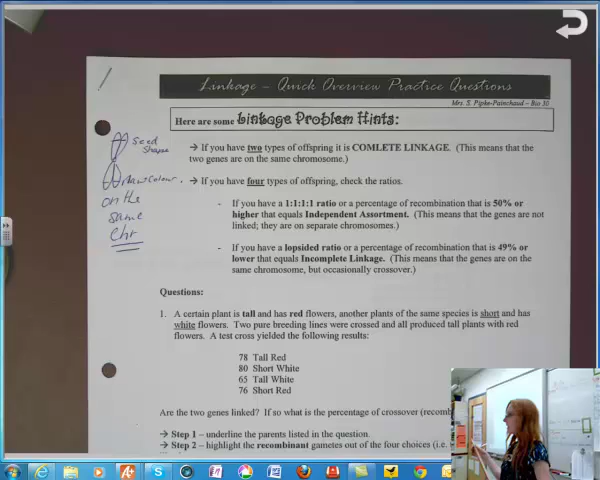 Linkage – Quick Overview Practice Questions
Mrs. S. Pipke-Painchaud – Bio 30
Here are some Linkage Problem Hints:
seed
shape
→ If you have two types of offspring it is COMLETE LINKAGE. (This means that the
two genes are on the same chromosome.)
colour.
→ If you have four types of offspring, check the ratios.
on the
same
chr
- If you have a 1:1:1:1 ratio or a percentage of recombination that is 50% or
higher that equals Independent Assortment. (This means that the genes are not
linked; they are on separate chromosomes.)
- If you have a lopsided ratio or a percentage of recombination that is 49% or
lower that equals Incomplete Linkage. (This means that the genes are on the
same chromosome, but occasionally crossover.)
Questions:
1. A certain plant is tall and has red flowers, another plants of the same species is short and has
white flowers. Two pure breeding lines were crossed and all produced tall plants with red
flowers. A test cross yielded the following results:
78 Tall Red
80 Short White
65 Tall White
76 Short Red
Are the two genes linked? If so what is the percentage of crossover
→ Step 1 – underline the parents listed in the question.
→ Step 2 – highlight the recombinant gametes out of the four choices (i.e.